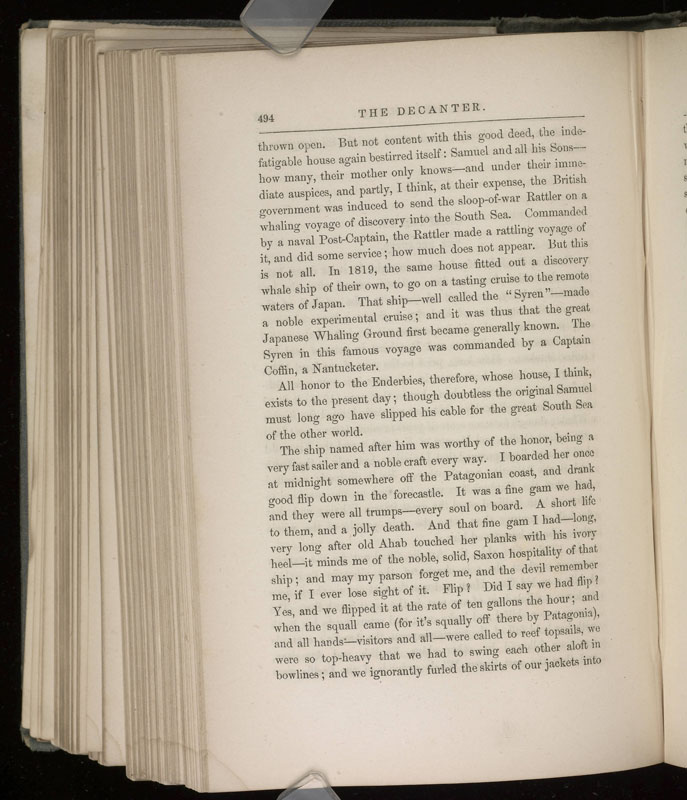 494
THE DECANTER.
thrown open. But not content with this good deed, the inde-
fatigable house again bestirred itself: Samuel and all his Sons—
how many, their mother only knows—and under their imme-
diate auspices, and partly, I think, at their expense, the British
government was induced to send the sloop-of-war Rattler on a
whaling voyage of discovery into the South Sea. Commanded
by a naval Post-Captain, the Rattler made a rattling voyage of
it, and did some service; how much does not appear. But this
is not all. In 1819, the same house fitted out a discovery
whale ship of their own, to go on a tasting cruise to the remote
waters of Japan. That ship—well called the "Syren"—made
a noble experimental cruise; and it was thus that the great
Japanese Whaling Ground first became generally known. The
Syren in this famous voyage was commanded by a Captain
Coffin, a Nantucketer.
All honor to the Enderbies, therefore, whose house, I think,
exists to the present day; though doubtless the original Samuel
must long ago have slipped his cable for the great South Sea
of the other world.
The ship named after him was worthy of the honor, being a
very fast sailer and a noble craft every way. I boarded her once
at midnight somewhere off the Patagonian coast, and drank
good flip down in the forecastle. It was a fine gam we had,
and they were all trumps—every soul on board. A short life
to them, and a jolly death. And that fine gam I had—long,
very long after old Ahab touched her planks with his ivory
heel—it minds me of the noble, solid, Saxon hospitality of that
ship; and may my parson forget me, and the devil remember
me, if I ever lose sight of it. Flip? Did I say we had flip?
Yes, and we flipped it at the rate of ten gallons the hour; and
when the squall came (for it's squally off there by Patagonia),
and all hands—visitors and all—were called to reef topsails, we
were so top-heavy that we had to swing each other aloft in
bowlines; and we ignorantly furled the skirts of our jackets into